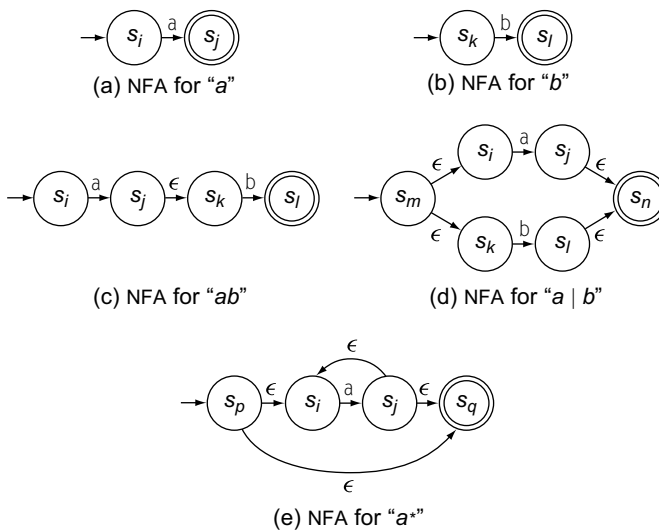 a
s_i s_j
(a) NFA for “a”
b
s_k s_l
(b) NFA for “b”
a ϵ b
s_i s_j s_k s_l
(c) NFA for “ab”
a
s_i s_j
ϵ ϵ
s_m s_n
ϵ ϵ
b
s_k s_l
(d) NFA for “a | b”
ϵ
ϵ a ϵ
s_p s_i s_j s_q
ϵ
(e) NFA for “a*”